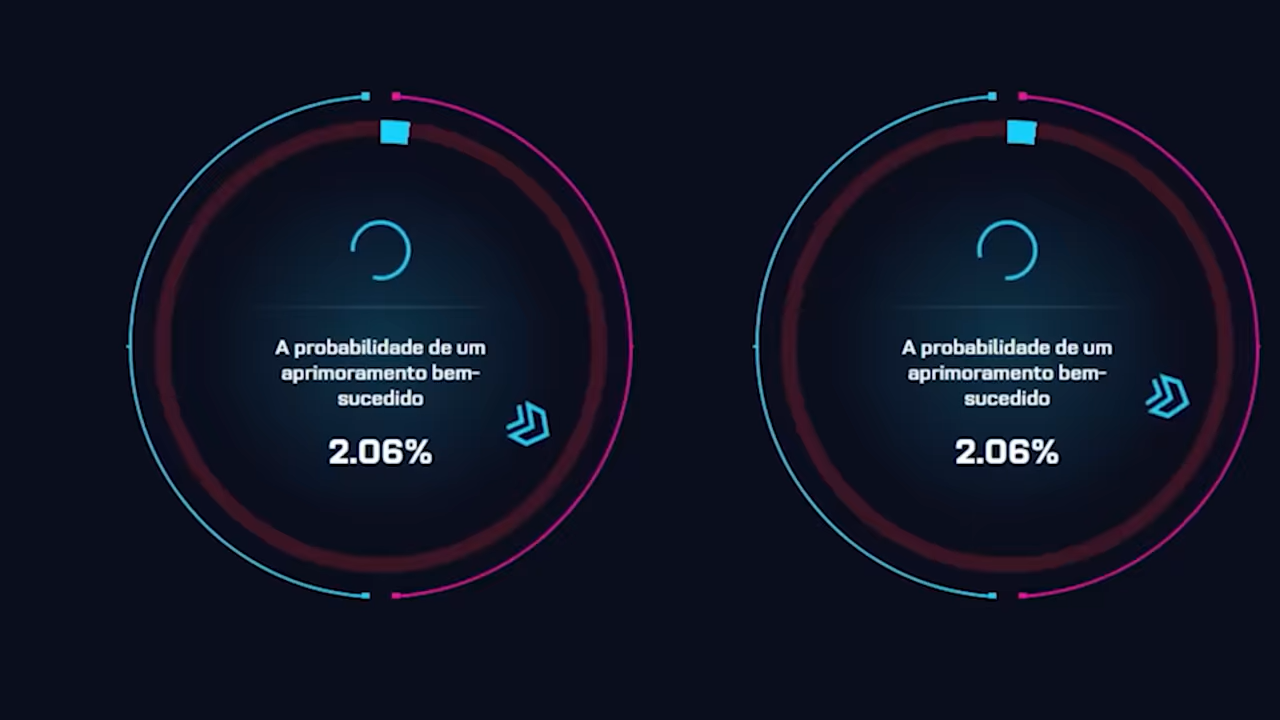 A probabilidade de um
aprimoramento bem-
sucedido
2.06%
A probabilidade de um
aprimoramento bem-
sucedido
2.06%